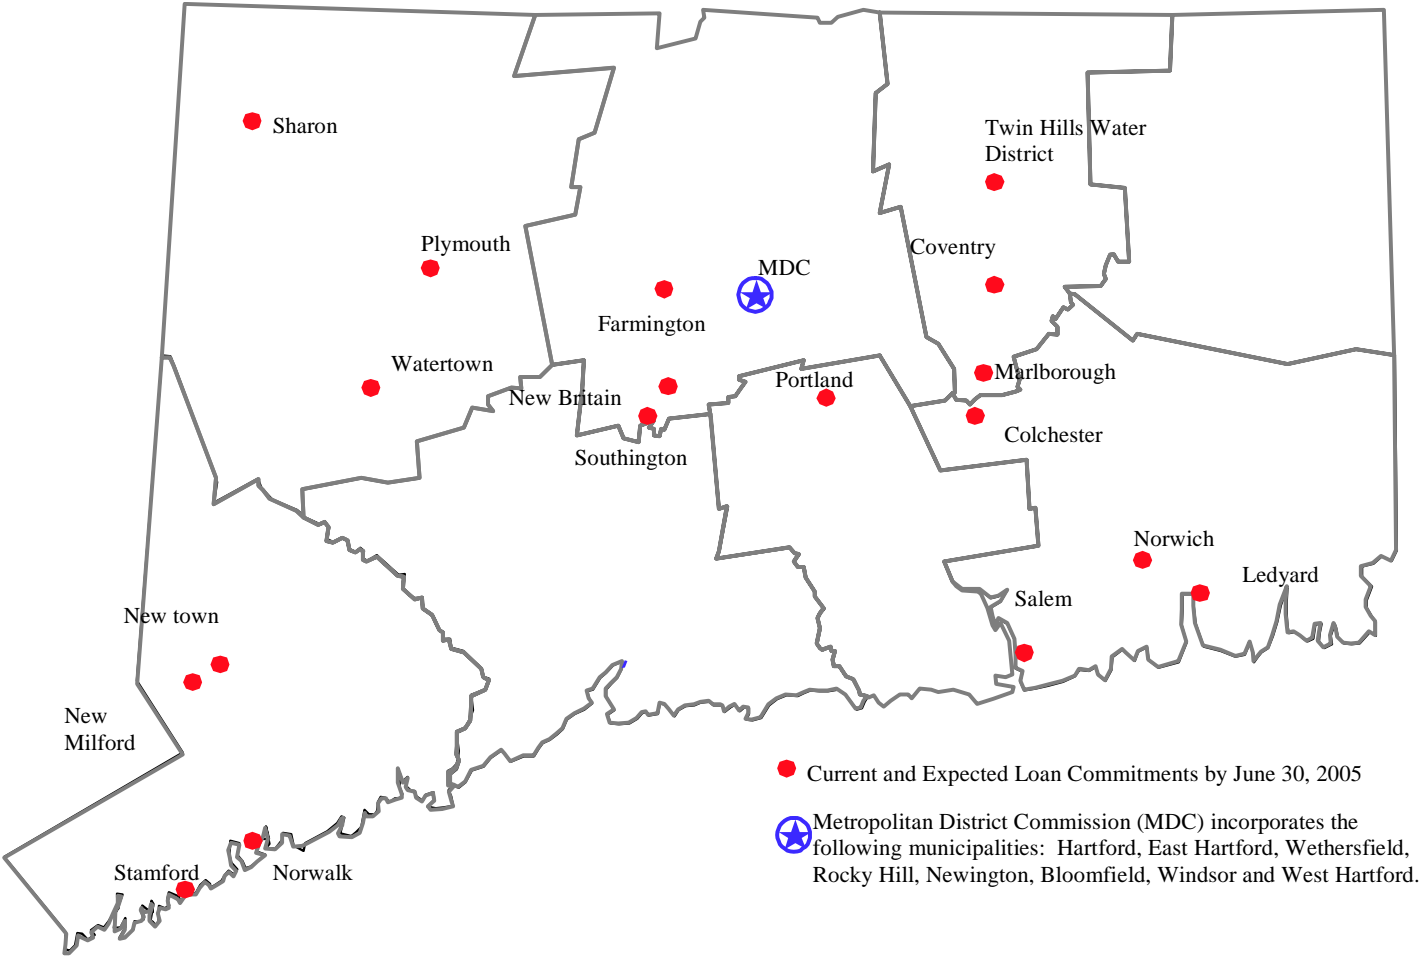 Sharon
Twin Hills Water
District
Plymouth
Coventry
MDC
Farmington
Watertown
Marlborough
Portland
New Britain
Colchester
Southington
Norwich
Ledyard
Salem
New town
New
Milford
Current and Expected Loan Commitments by June 30, 2005
Metropolitan District Commission (MDC) incorporates the
following municipalities: Hartford, East Hartford, Wethersfield,
Rocky Hill, Newington, Bloomfield, Windsor and West Hartford.
Stamford
Norwalk